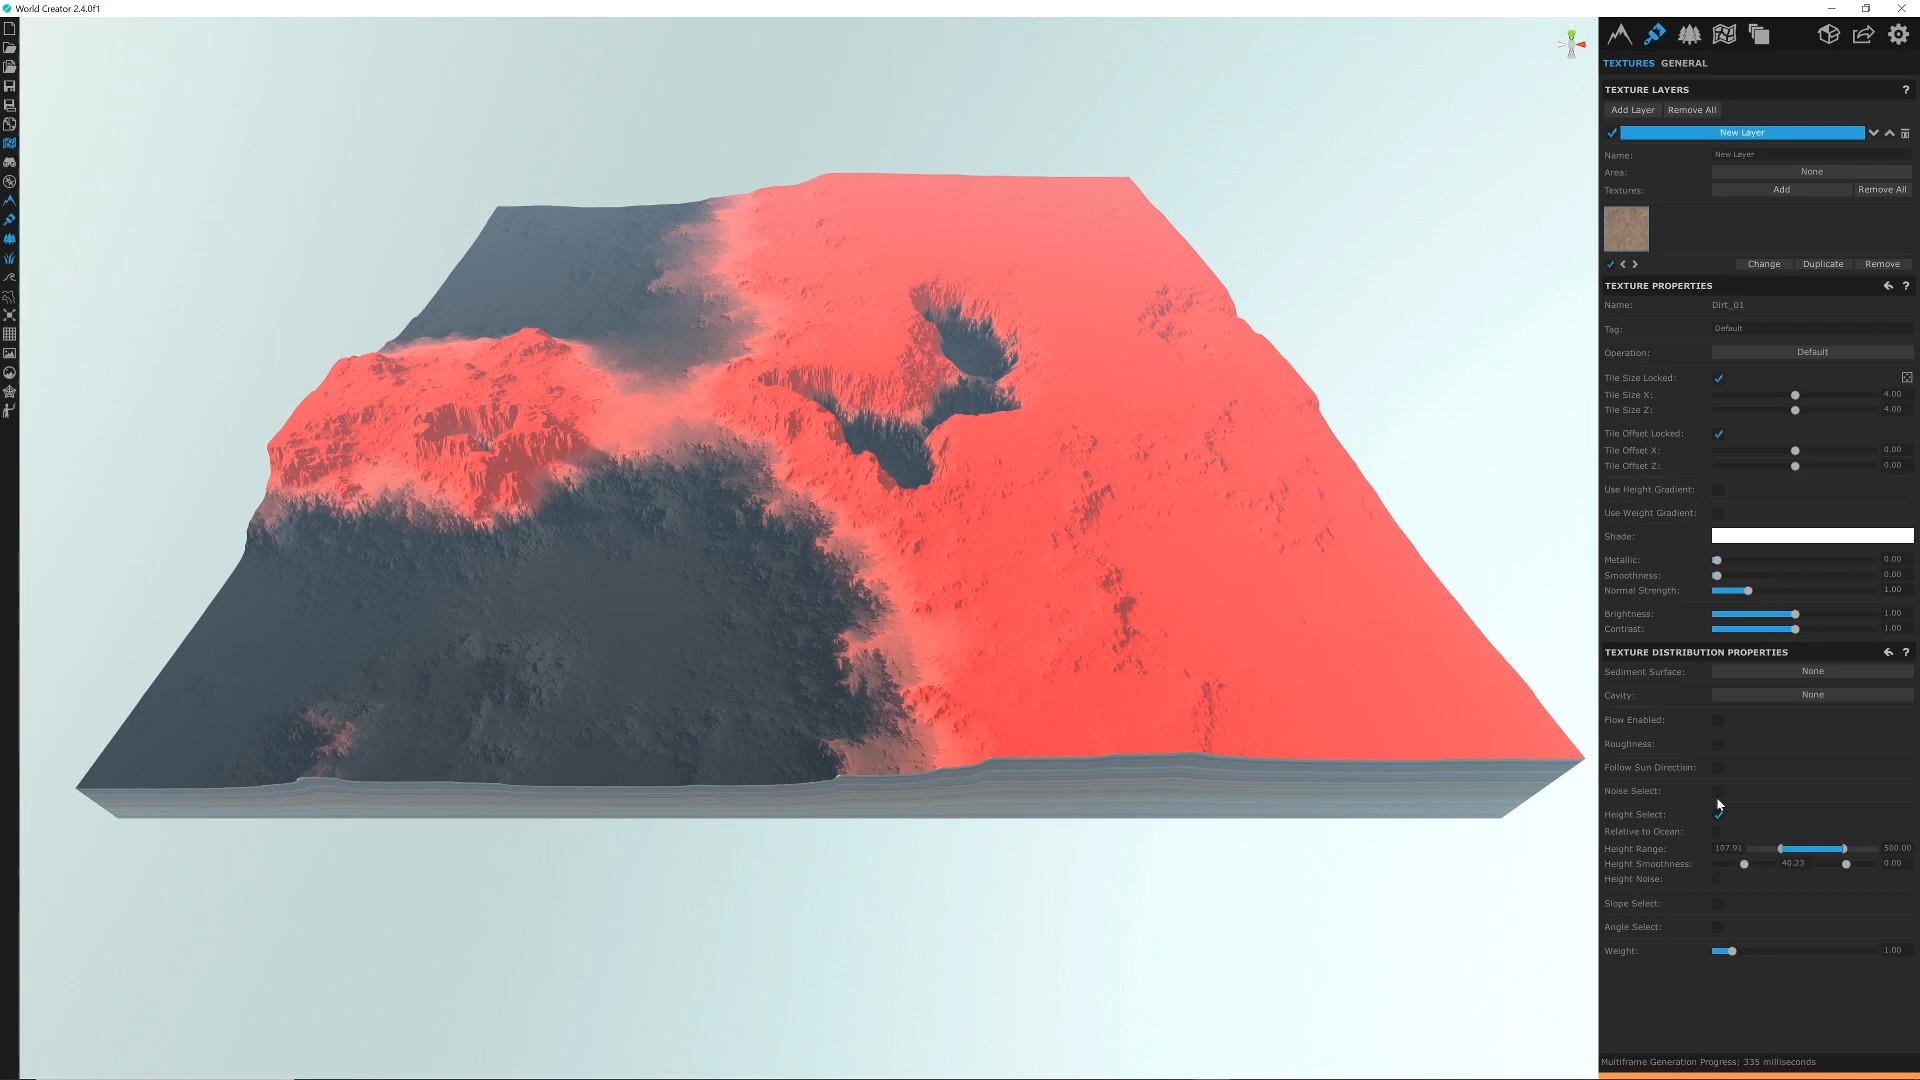 World Creator 2.4.0f1
TEXTURES GENERAL
TEXTURE LAYERS ?
Add Layer Remove All
New Layer
Name: New Layer
Area: None
Textures: Add Remove All
Change Duplicate Remove
TEXTURE PROPERTIES ?
Name: Dirt_01
Tag: Default
Operation: Default
Tile Size Locked:
Tile Size X: 4.00
Tile Size Z: 4.00
Tile Offset Locked:
Tile Offset X: 0.00
Tile Offset Z: 0.00
Use Height Gradient:
Use Weight Gradient:
Shade:
Metallic: 0.00
Smoothness: 0.00
Normal Strength: 1.00
Brightness: 1.00
Contrast: 1.00
TEXTURE DISTRIBUTION PROPERTIES ?
Sediment Surface: None
Cavity: None
Flow Enabled:
Roughness:
Follow Sun Direction:
Noise Select:
Height Select:
Relative to Ocean:
Height Range: 107.91 500.00
Height Smoothness: 40.23 0.00
Height Noise:
Slope Select:
Angle Select:
Weight: 1.00
Multiframe Generation Progress: 335 milliseconds